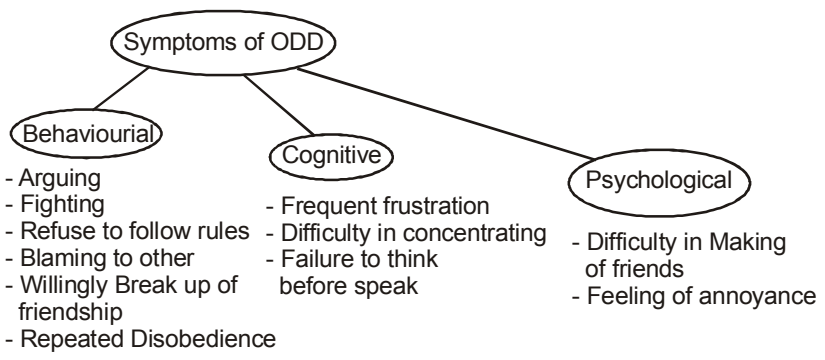 Symptoms of ODD
Behaviourial
- Arguing
- Fighting
- Refuse to follow rules
- Blaming to other
- Willingly Break up of
friendship
- Repeated Disobedience
Cognitive
- Frequent frustration
- Difficulty in concentrating
- Failure to think
before speak
Psychological
- Difficulty in Making
of friends
- Feeling of annoyance